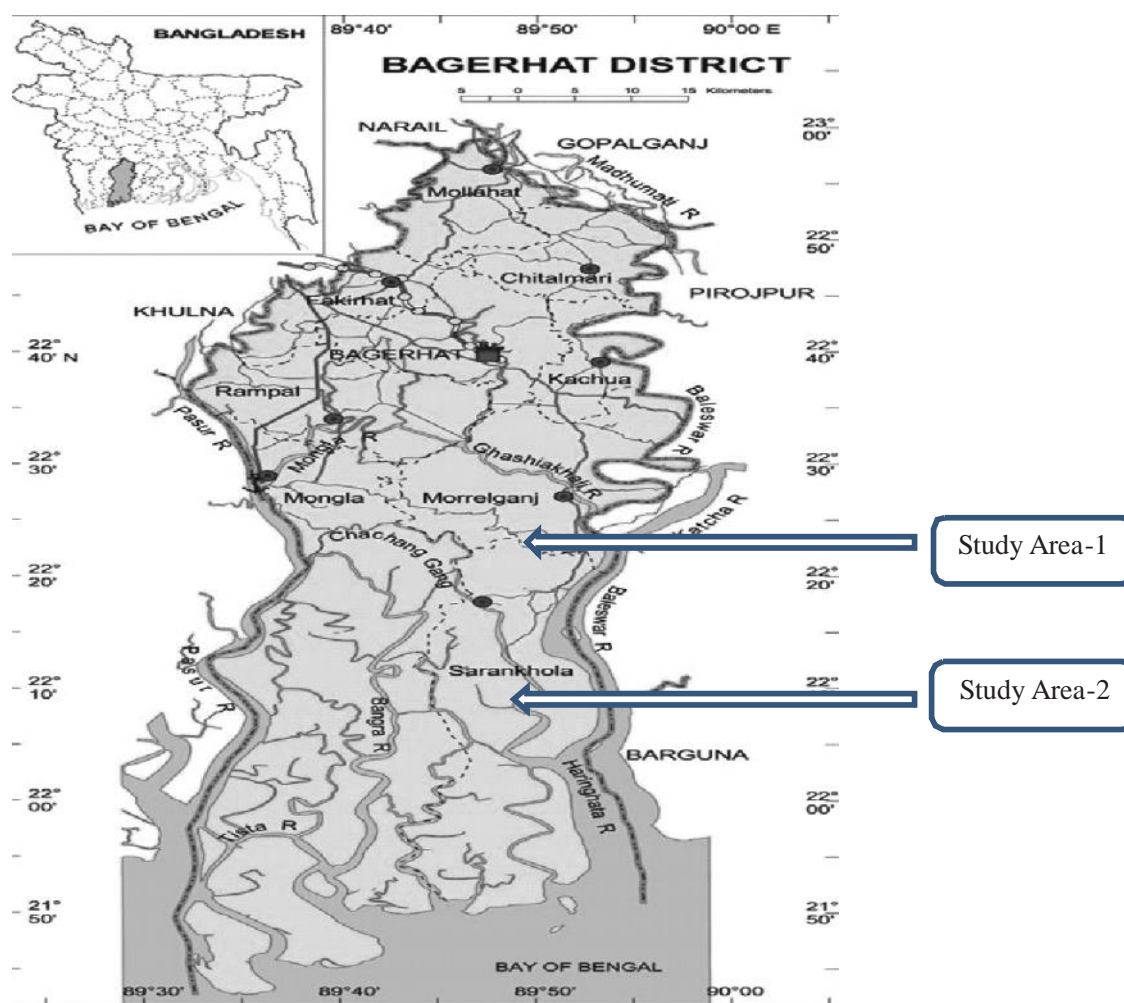 BANGLADESH
BAY OF BENGAL
89°40'
89°50'
90°00 E
BAGERHAT DISTRICT
5 0 5 10 15 Kilometers
NARAIL
GOPALGANJ
23°
00'
Madhumati R
Mollahat
22°
50'
Chitalmari
PIROJPUR
KHULNA
Fakirhat
22°
40' N
BAGERHAT
22°
40'
Kachua
Rampal
Baleswar R
Pasur R
Mongla R
Ghashiakhali R
22°
30'
22°
30'
Mongla
Morrelganj
Katcha R
Study Area-1
Chachang Gang
22°
20'
22°
20'
Baleswar R
Pasur R
Sarankhola
22°
10'
22°
10'
Study Area-2
Bangra R
BARGUNA
Haringhata R
22°
00'
22°
00'
Tista R
21°
50'
21°
50'
BAY OF BENGAL
89°30'
89°40'
89°50'
90°00